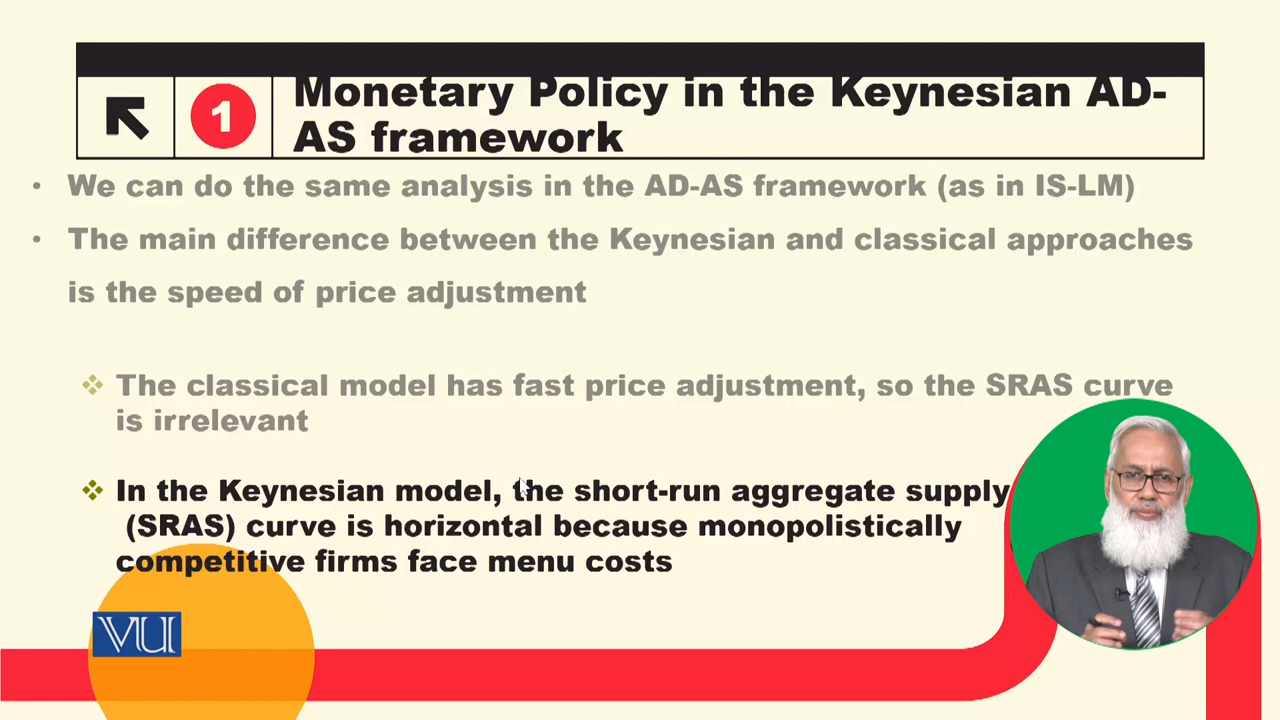 1
Monetary Policy in the Keynesian AD-
AS framework
• We can do the same analysis in the AD-AS framework (as in IS-LM)
• The main difference between the Keynesian and classical approaches
is the speed of price adjustment
❖ The classical model has fast price adjustment, so the SRAS curve
is irrelevant
❖ In the Keynesian model, the short-run aggregate supply
(SRAS) curve is horizontal because monopolistically
competitive firms face menu costs
VU